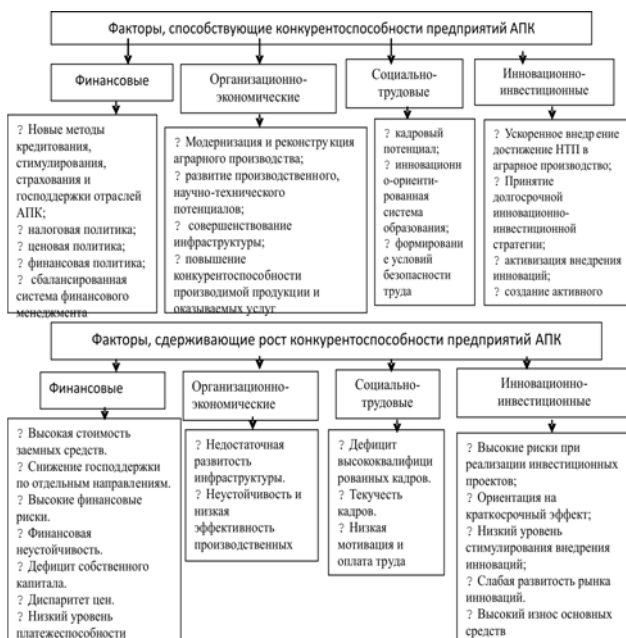 Факторы, способствующие конкурентоспособности предприятий АПК
Финансовые
? Новые методы
кредитования,
стимулирования,
страхования и
господдержки отраслей
АПК;
? налоговая политика;
? ценовая политика;
? финансовая политика;
? сбалансированная
система финансового
менеджмента
Организационно-
экономические
? Модернизация и реконструкция
аграрного производства;
? развитие производственного,
научно-технического
потенциалов;
? совершенствование
инфраструктуры;
? повышение
конкурентоспособности
производимой продукции и
оказываемых услуг
Социально-
трудовые
? кадровый
потенциал;
? инновационн
о-ориенти-
рованная
система
образования;
? формировани
е условий
безопасности
труда
Инновационно-
инвестиционные
? Ускоренное внедрение
достижение НТП в
аграрное производство;
? Принятие
долгосрочной
инновационно-
инвестиционной
стратегии;
? активизация внедрения
инноваций;
? создание активного
Факторы, сдерживающие рост конкурентоспособности предприятий АПК
Финансовые
? Высокая стоимость
заемных средств.
? Снижение господдержки
по отдельным направлениям.
? Высокие финансовые
риски.
? Финансовая
неустойчивость.
? Дефицит собственного
капитала.
? Диспаритет цен.
? Низкий уровень
платежеспособности
Организационно-
экономические
? Недостаточная
развитость
инфраструктуры.
? Неустойчивость и
низкая
эффективность
производственных
Социально-
трудовые
? Дефицит
высококвалифици
рованных кадров.
? Текучесть
кадров.
? Низкая
мотивация и
оплата труда
Инновационно-
инвестиционные
? Высокие риски при
реализации инвестиционных
проектов;
? Ориентация на
краткосрочный эффект;
? Низкий уровень
стимулирования внедрения
инноваций;
? Слабая развитость рынка
инноваций.
? Высокий износ основных
средств